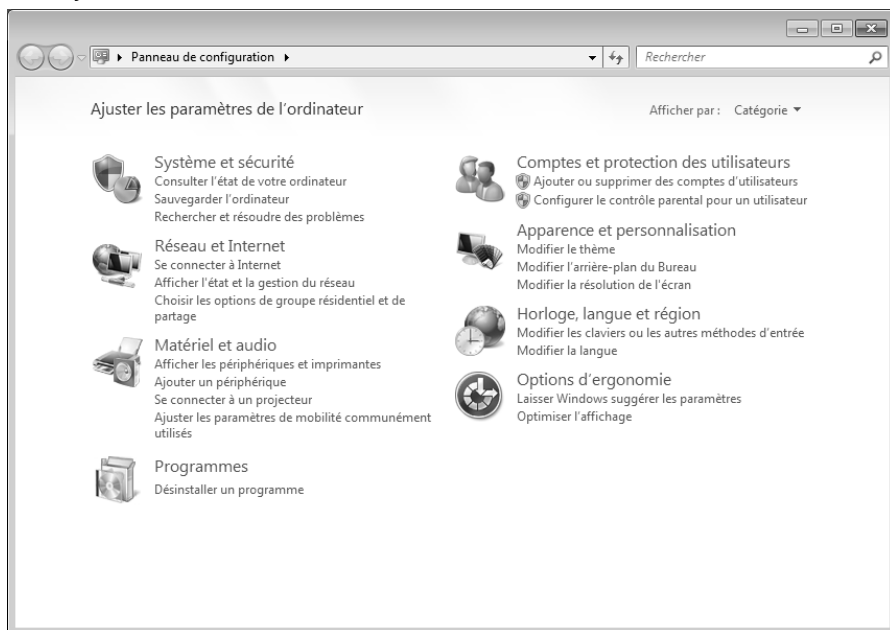 Panneau de configuration
Rechercher
Ajuster les paramètres de l'ordinateur
Afficher par : Catégorie
Système et sécurité
Consulter l'état de votre ordinateur
Sauvegarder l'ordinateur
Rechercher et résoudre des problèmes
Réseau et Internet
Se connecter à Internet
Afficher l'état et la gestion du réseau
Choisir les options de groupe résidentiel et de
partage
Matériel et audio
Afficher les périphériques et imprimantes
Ajouter un périphérique
Se connecter à un projecteur
Ajuster les paramètres de mobilité communément
utilisés
Programmes
Désinstaller un programme
Comptes et protection des utilisateurs
Ajouter ou supprimer des comptes d'utilisateurs
Configurer le contrôle parental pour un utilisateur
Apparence et personnalisation
Modifier le thème
Modifier l'arrière-plan du Bureau
Modifier la résolution de l'écran
Horloge, langue et région
Modifier les claviers ou les autres méthodes d'entrée
Modifier la langue
Options d'ergonomie
Laisser Windows suggérer les paramètres
Optimiser l'affichage